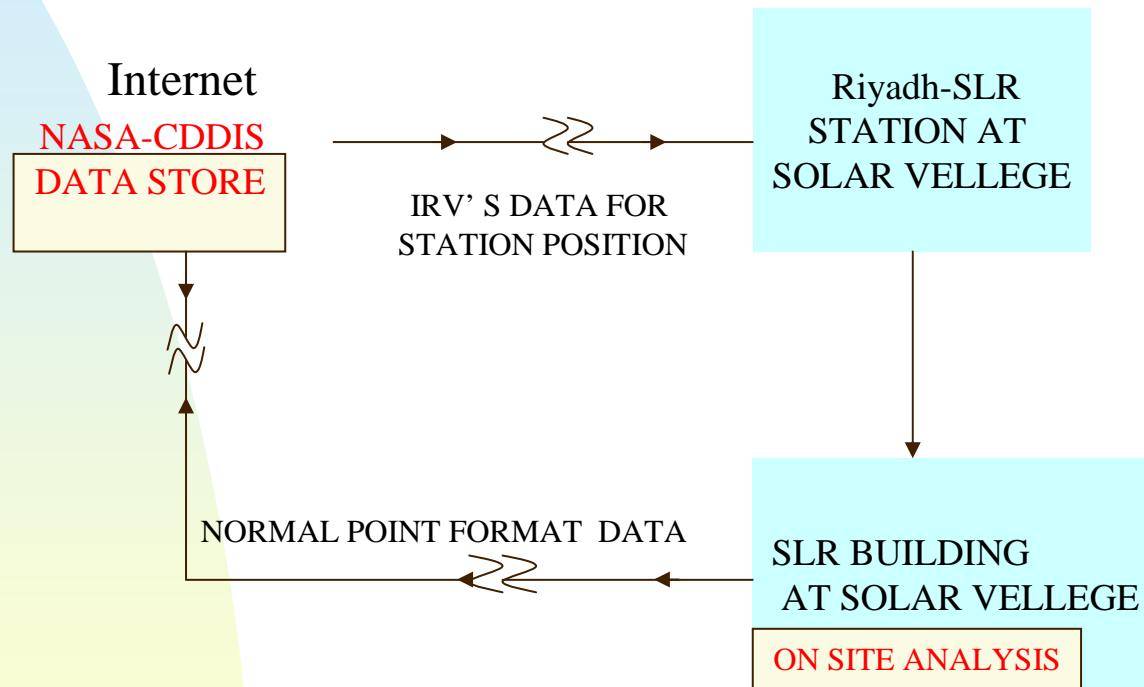 Internet
NASA-CDDIS
DATA STORE
IRV' S DATA FOR
STATION POSITION
Riyadh-SLR
STATION AT
SOLAR VELLEGE
NORMAL POINT FORMAT DATA
SLR BUILDING
AT SOLAR VELLEGE
ON SITE ANALYSIS